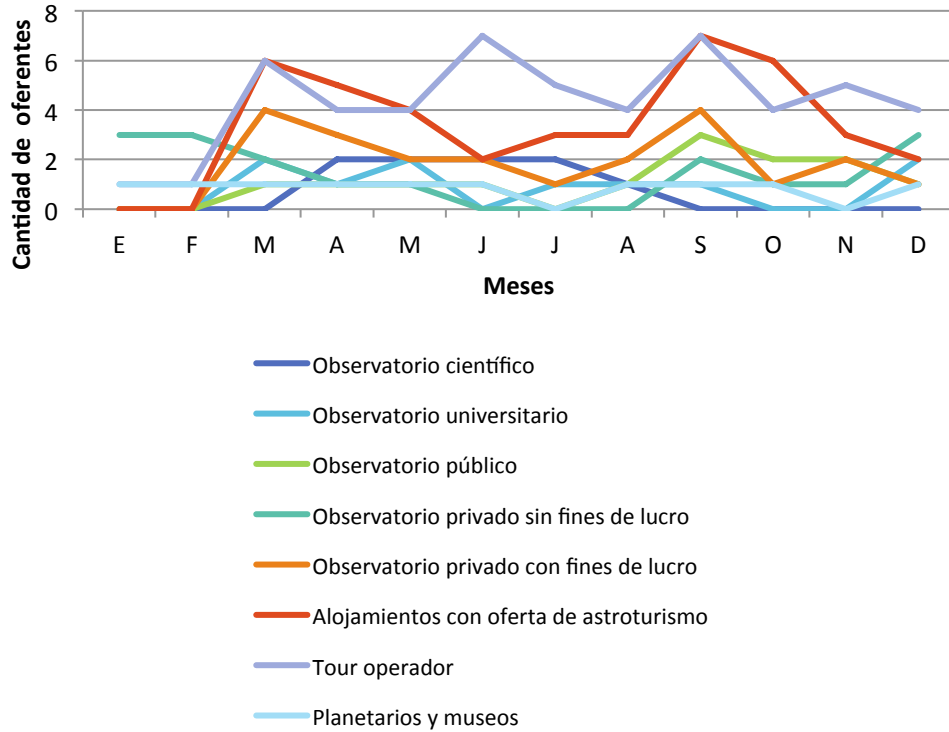 8
6
4
2
0
Cantidad de oferentes
E F M A M J J A S O N D
Meses
Observatorio científico
Observatorio universitario
Observatorio público
Observatorio privado sin fines de lucro
Observatorio privado con fines de lucro
Alojamientos con oferta de astroturismo
Tour operador
Planetarios y museos